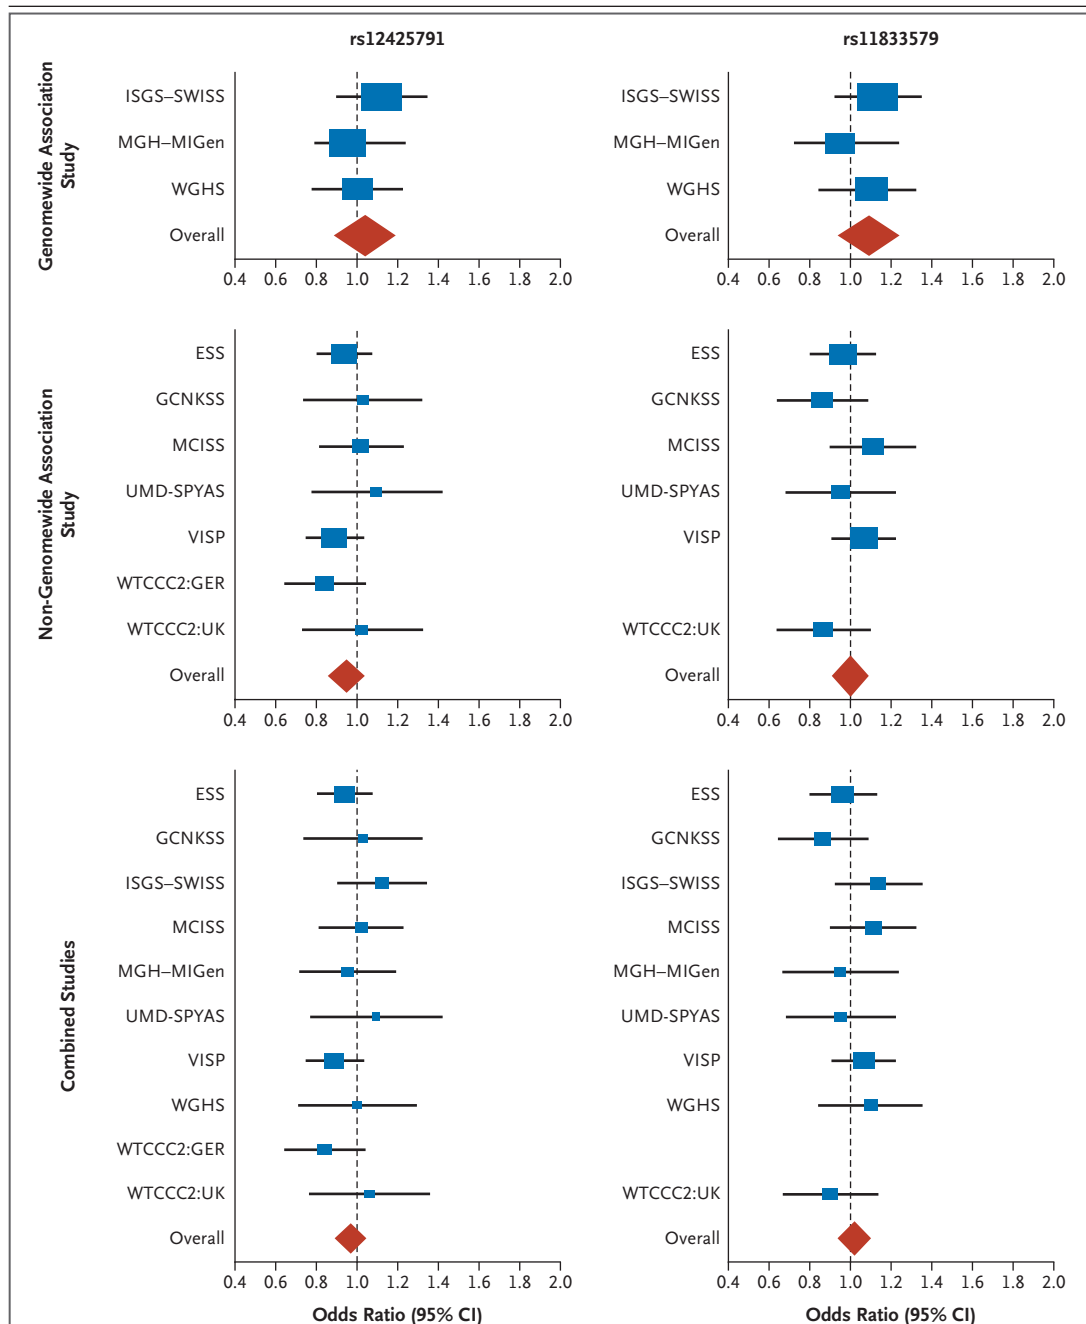 rs12425791
rs11833579
Genomewide Association
Study
ISGS–SWISS
MGH–MIGen
WGHS
Overall
0.4 0.6 0.8 1.0 1.2 1.4 1.6 1.8 2.0
ISGS–SWISS
MGH–MIGen
WGHS
Overall
0.4 0.6 0.8 1.0 1.2 1.4 1.6 1.8 2.0
Non-Genomewide Association
Study
ESS
GCNKSS
MCISS
UMD-SPYAS
VISP
WTCCC2:GER
WTCCC2:UK
Overall
0.4 0.6 0.8 1.0 1.2 1.4 1.6 1.8 2.0
ESS
GCNKSS
MCISS
UMD-SPYAS
VISP
WTCCC2:UK
Overall
0.4 0.6 0.8 1.0 1.2 1.4 1.6 1.8 2.0
Combined Studies
ESS
GCNKSS
ISGS–SWISS
MCISS
MGH–MIGen
UMD-SPYAS
VISP
WGHS
WTCCC2:GER
WTCCC2:UK
Overall
0.4 0.6 0.8 1.0 1.2 1.4 1.6 1.8 2.0
Odds Ratio (95% CI)
ESS
GCNKSS
ISGS–SWISS
MCISS
MGH–MIGen
UMD-SPYAS
VISP
WGHS
WTCCC2:UK
Overall
0.4 0.6 0.8 1.0 1.2 1.4 1.6 1.8 2.0
Odds Ratio (95% CI)